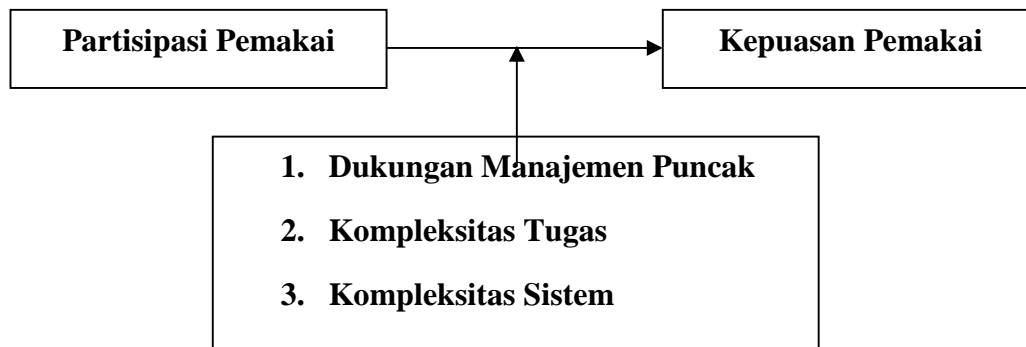 Partisipasi Pemakai
Kepuasan Pemakai
1. Dukungan Manajemen Puncak
2. Kompleksitas Tugas
3. Kompleksitas Sistem